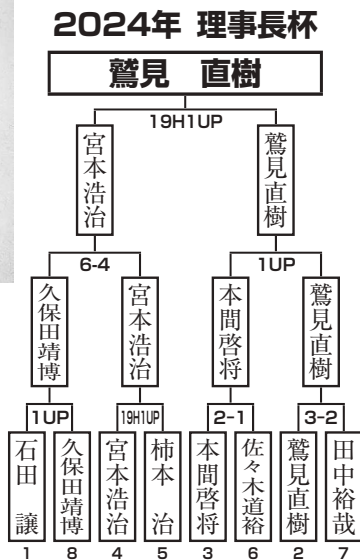 2024年 理事長杯
鷲見 直樹
19H1UP
宮本浩治
鷲見直樹
6-4
1UP
久保田靖博
宮本浩治
本間啓将
鷲見直樹
1UP
19H1UP
2-1
3-2
石田 譲
久保田靖博
宮本浩治
柿本 治
本間啓将
佐々木道裕
鷲見直樹
田中裕哉
1
8
4
5
3
6
2
7